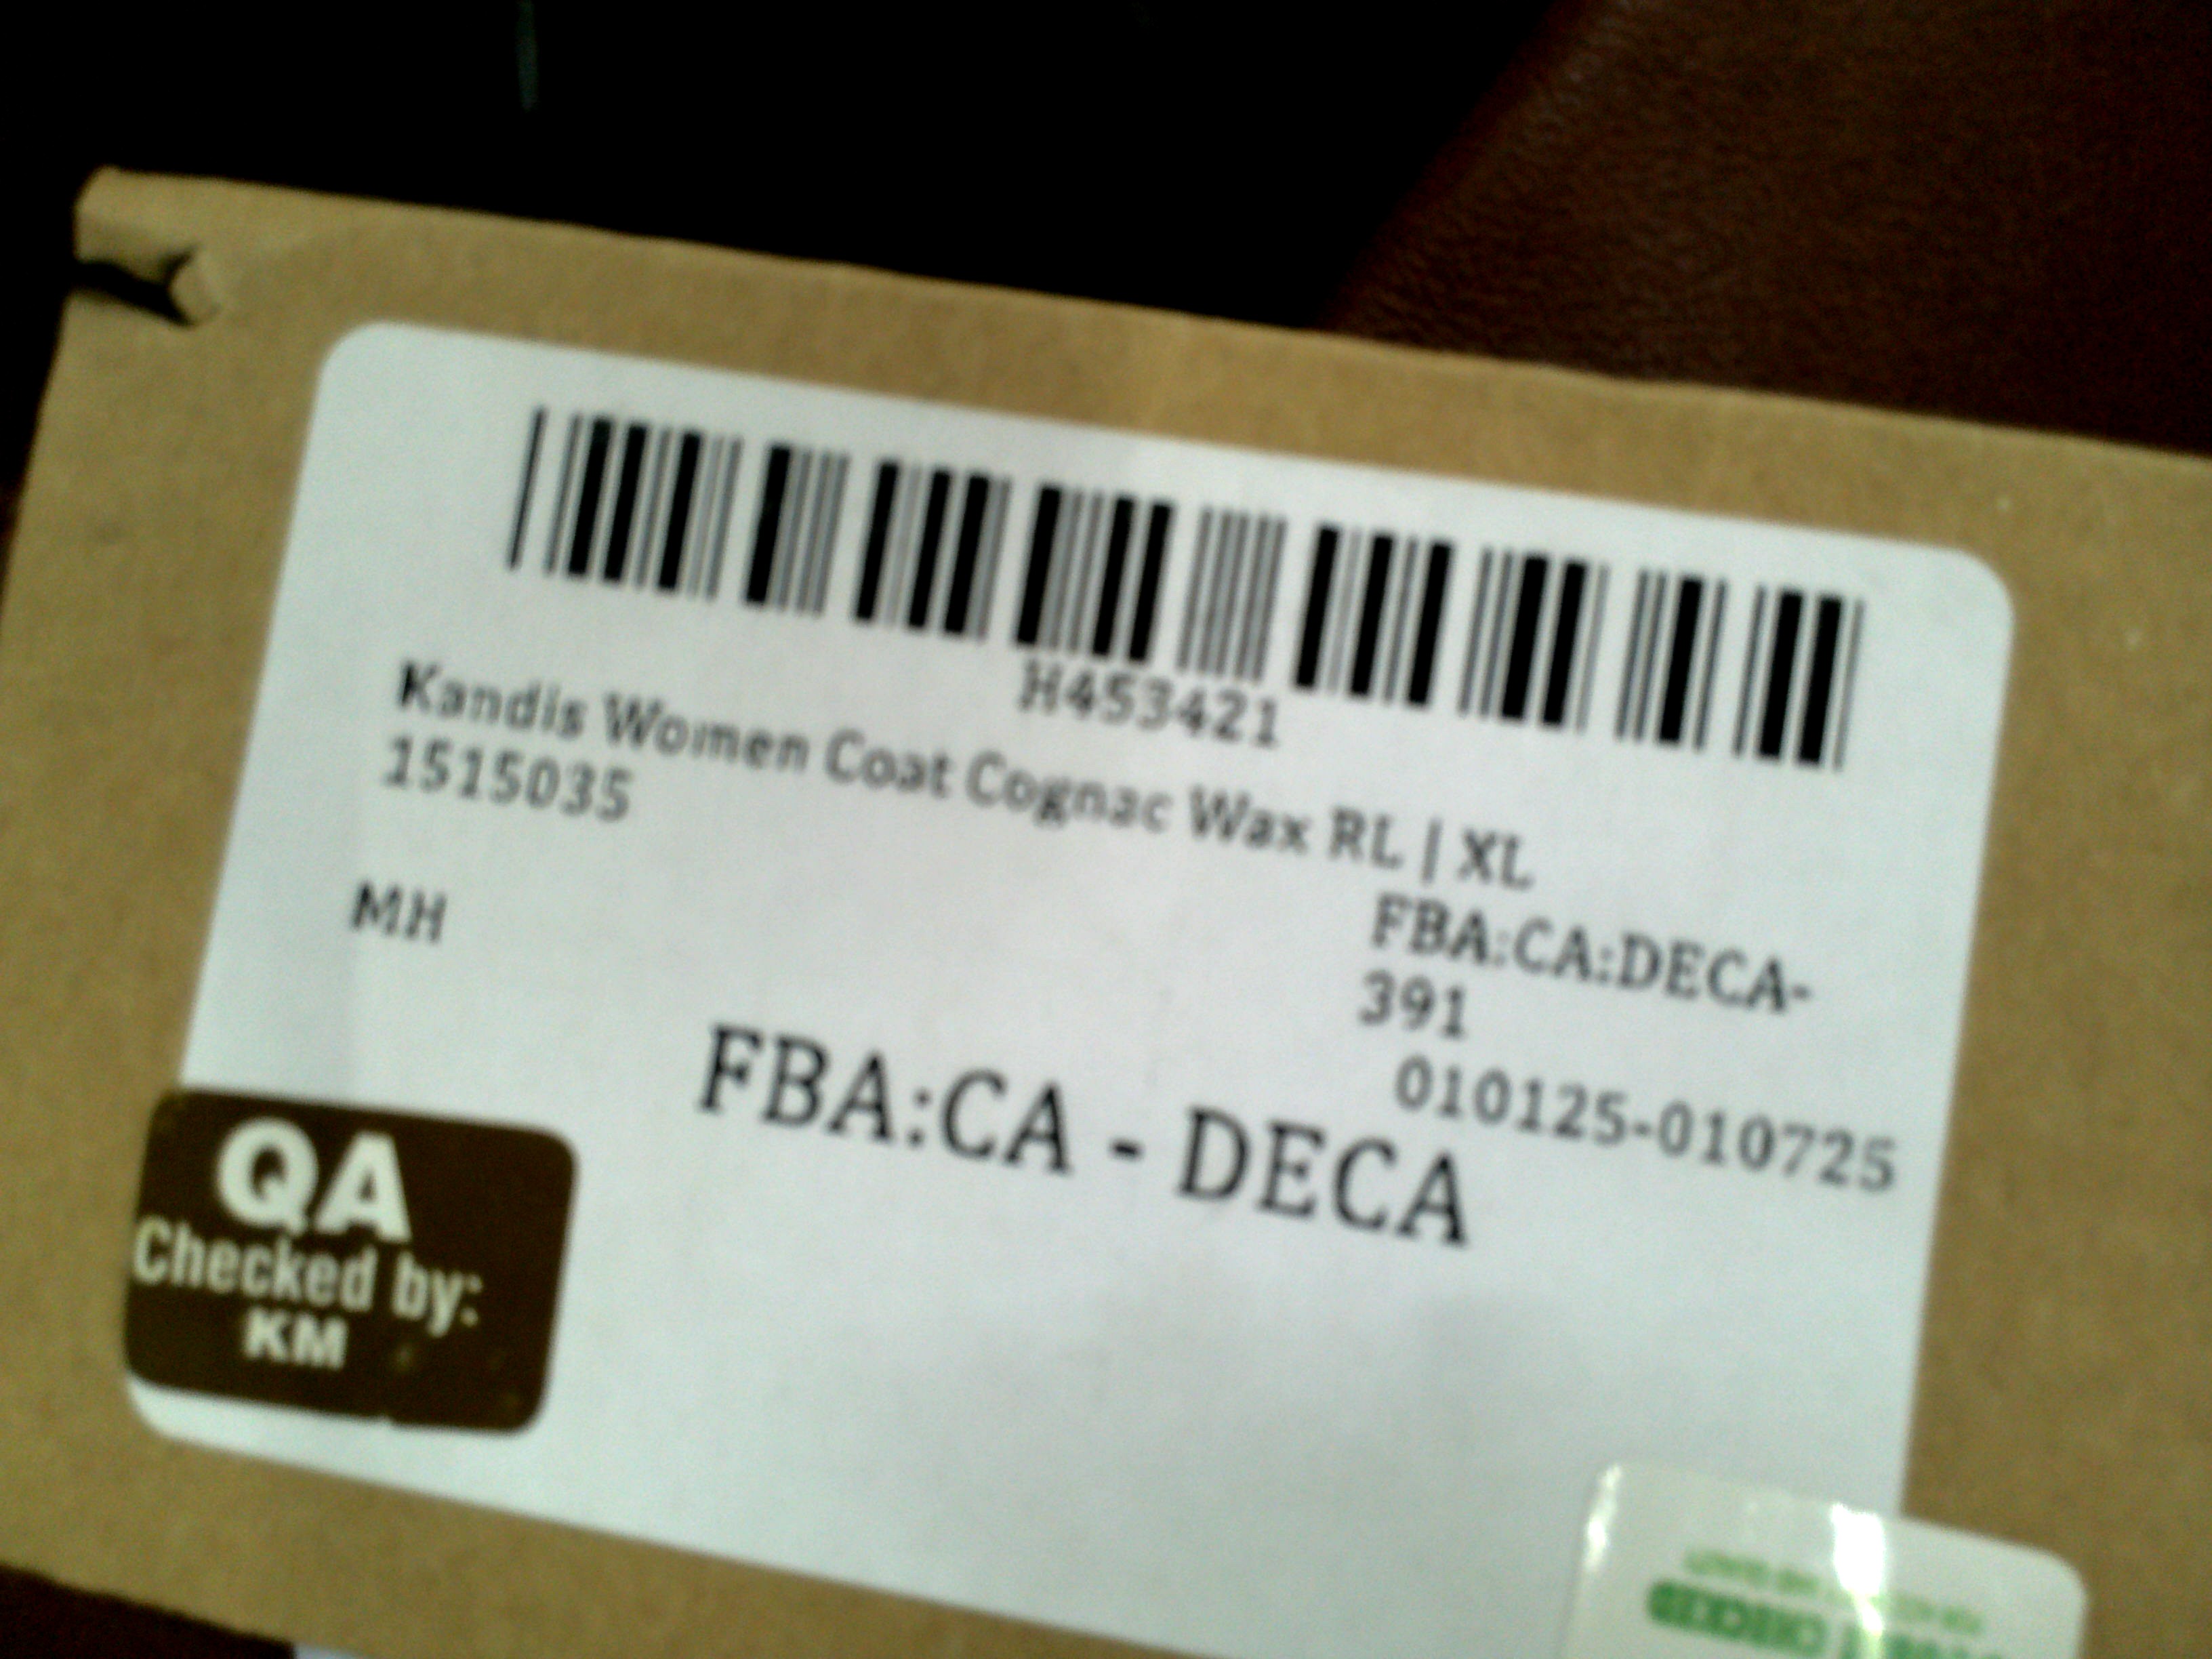 H453421
Kandis Women Coat Cognac Wax RL | XL
1515035
MH
FBA:CA:DECA-
391
010125-010725
FBA:CA - DECA
QA
Checked by:
KM
CHECKED